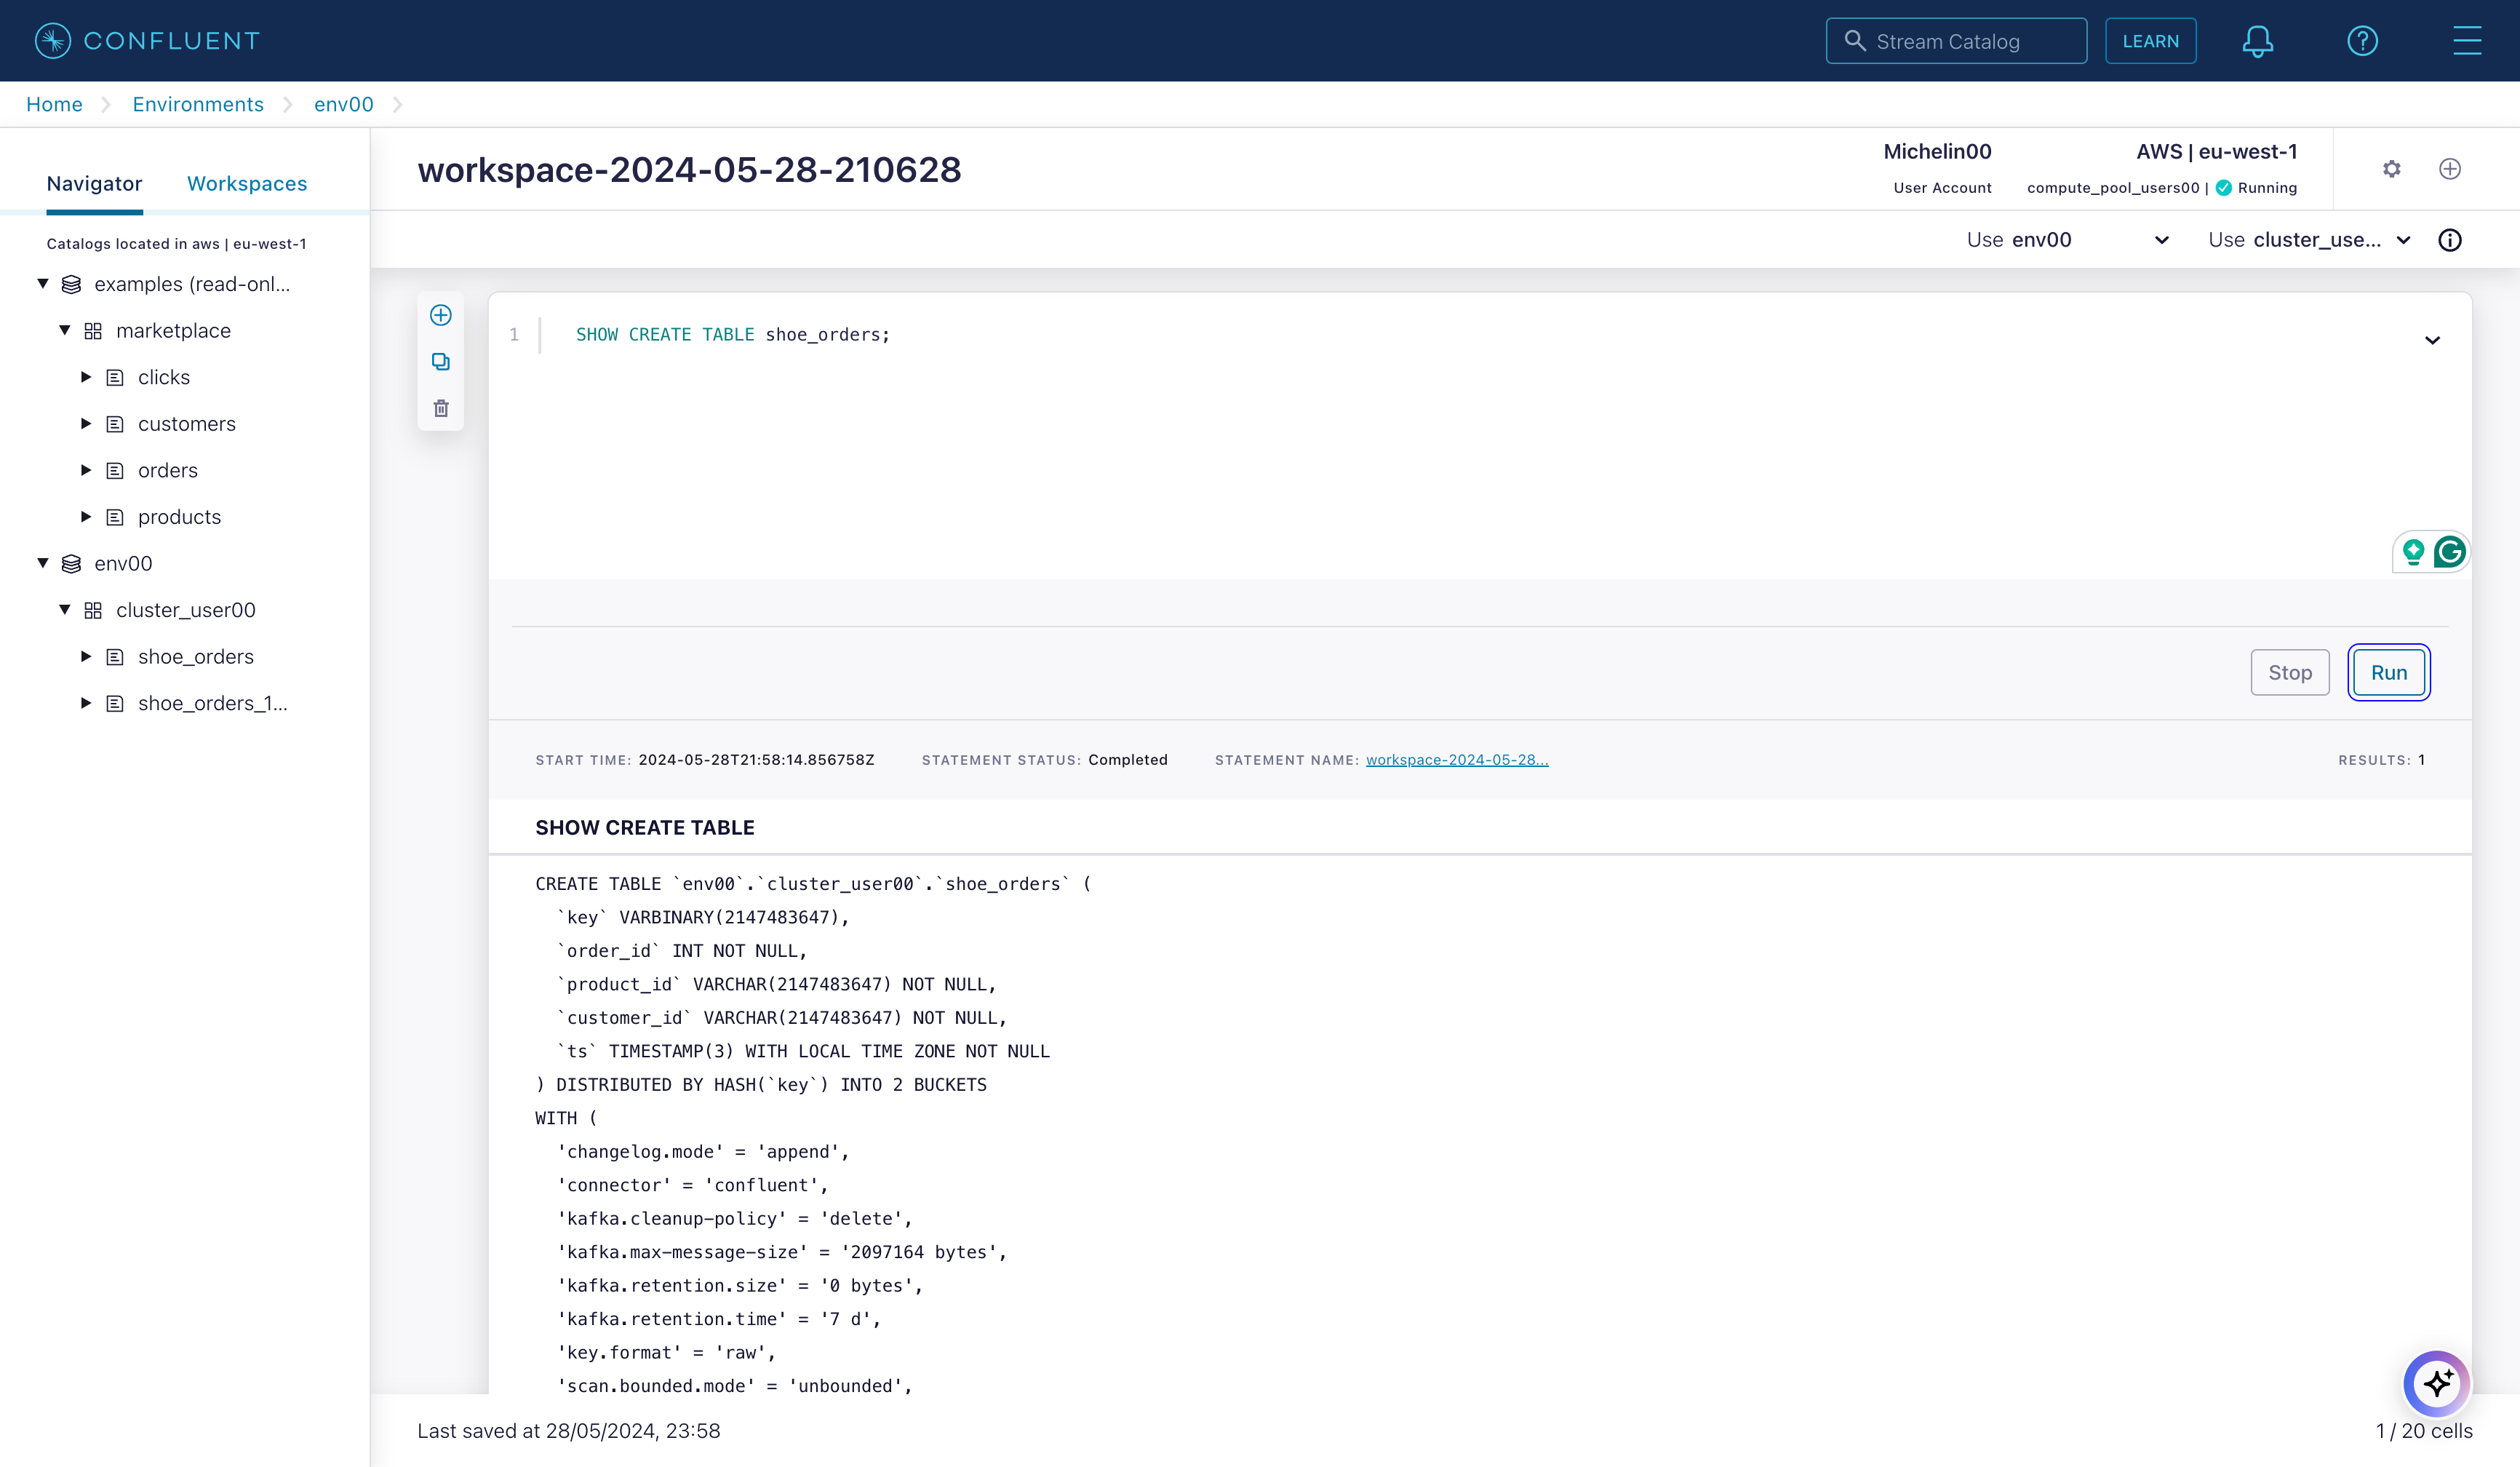 CONFLUENT
Stream Catalog
LEARN
Home
Environments
env00
Navigator
Workspaces
Catalogs located in aws | eu-west-1
examples (read-onl...
marketplace
clicks
customers
orders
products
env00
cluster_user00
shoe_orders
shoe_orders_1...
workspace-2024-05-28-210628
Michelin00
User Account
AWS | eu-west-1
compute_pool_users00 | Running
Use env00
Use cluster_use...
1 SHOW CREATE TABLE shoe_orders;
Stop
Run
START TIME: 2024-05-28T21:58:14.856758Z
STATEMENT STATUS: Completed
STATEMENT NAME: workspace-2024-05-28...
RESULTS: 1
SHOW CREATE TABLE
CREATE TABLE `env00`.`cluster_user00`.`shoe_orders` (
  `key` VARBINARY(2147483647),
  `order_id` INT NOT NULL,
  `product_id` VARCHAR(2147483647) NOT NULL,
  `customer_id` VARCHAR(2147483647) NOT NULL,
  `ts` TIMESTAMP(3) WITH LOCAL TIME ZONE NOT NULL
) DISTRIBUTED BY HASH(`key`) INTO 2 BUCKETS
WITH (
  'changelog.mode' = 'append',
  'connector' = 'confluent',
  'kafka.cleanup-policy' = 'delete',
  'kafka.max-message-size' = '2097164 bytes',
  'kafka.retention.size' = '0 bytes',
  'kafka.retention.time' = '7 d',
  'key.format' = 'raw',
  'scan.bounded.mode' = 'unbounded',
Last saved at 28/05/2024, 23:58
1 / 20 cells